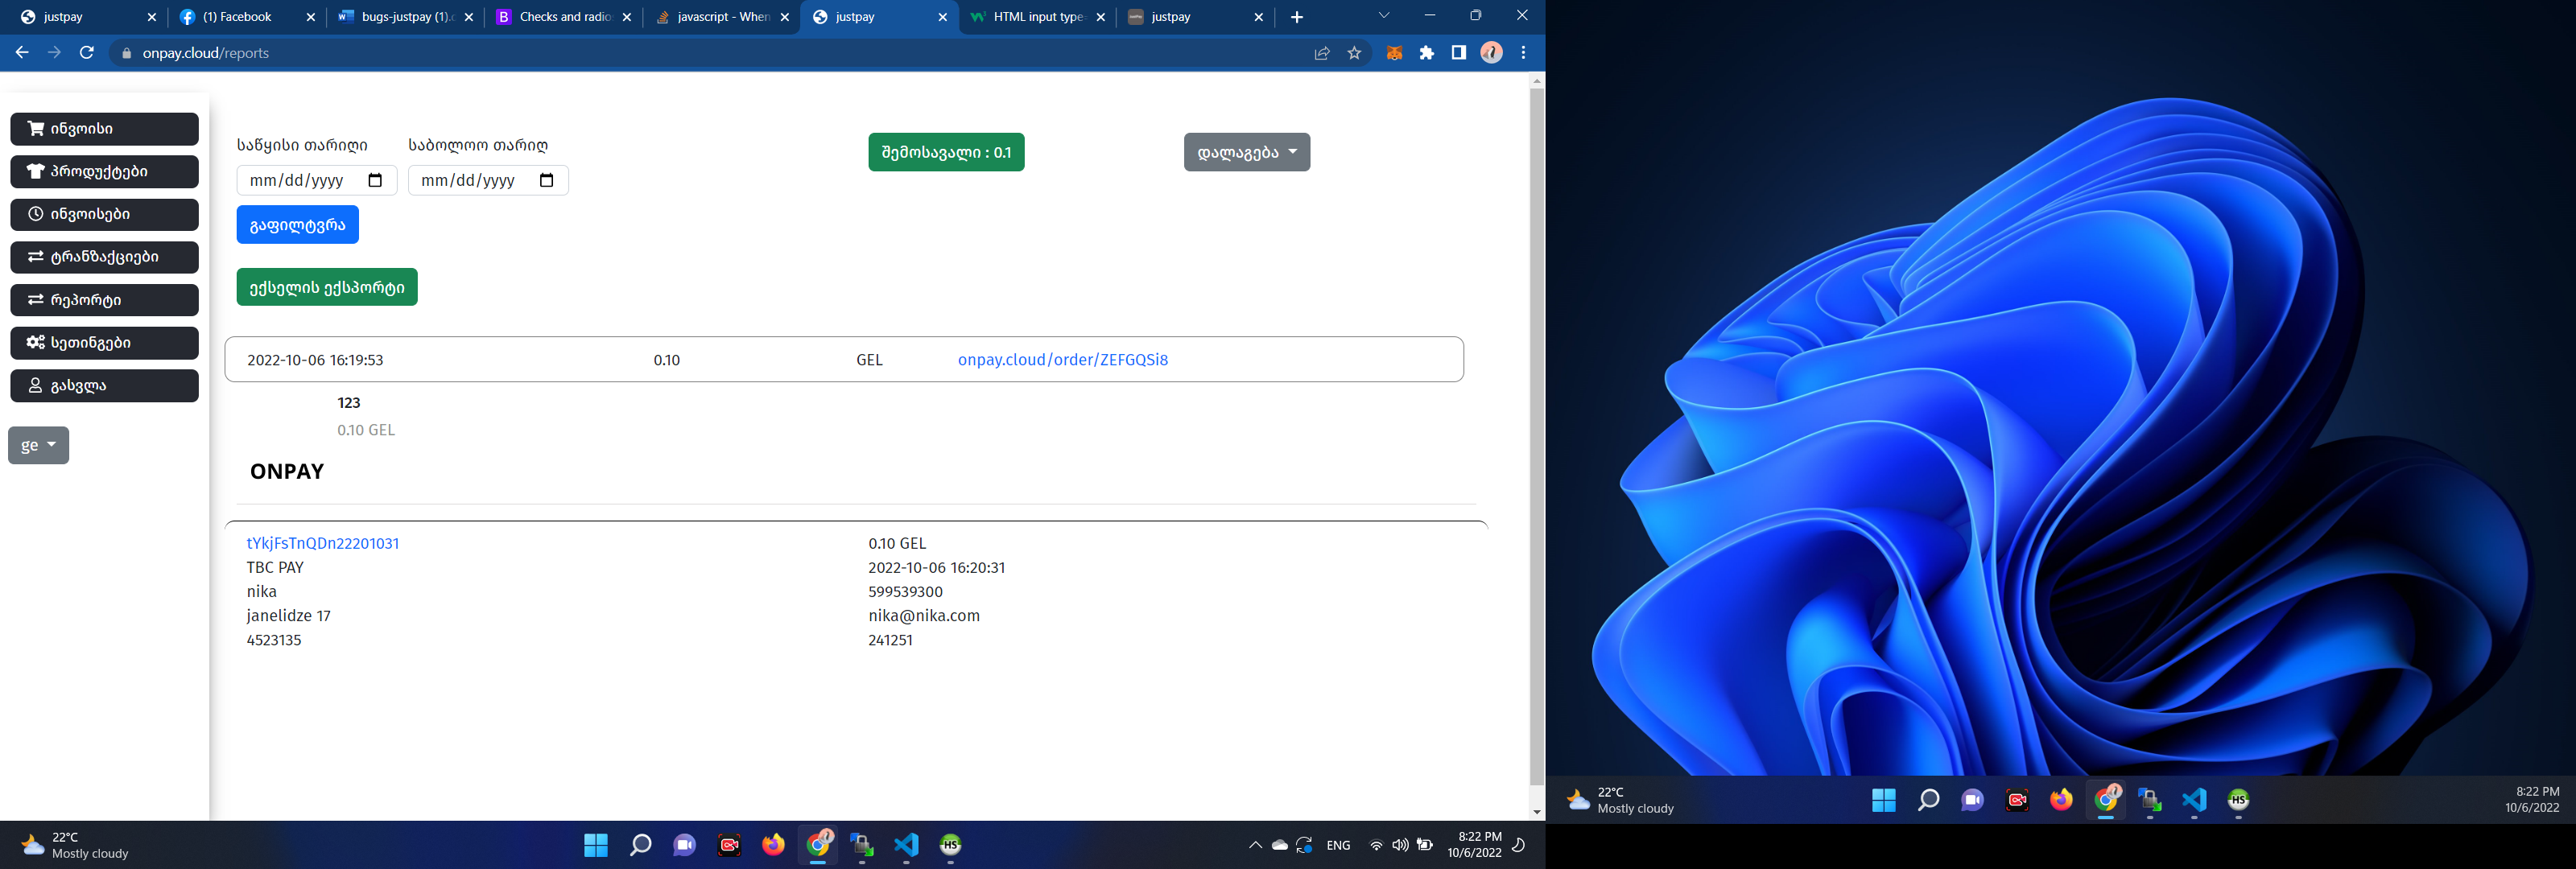 justpay
(1) Facebook
bugs-justpay (1).c
Checks and radio
javascript - When
justpay
HTML input type=
justpay
onpay.cloud/reports
ინვოისი
პროდუქტები
ინვოისები
ტრანზაქციები
რეპორტი
სეთინგები
გასვლა
ge
საწყისი თარიღი
საბოლოო თარიღ
mm/dd/yyyy
mm/dd/yyyy
გაფილტვრა
შემოსავალი : 0.1
დალაგება
ექსელის ექსპორტი
2022-10-06 16:19:53 0.10 GEL onpay.cloud/order/ZEFGQSi8
123
0.10 GEL
ONPAY
tYkjFsTnQDn22201031 0.10 GEL
TBC PAY 2022-10-06 16:20:31
nika 599539300
janelidze 17 nika@nika.com
4523135 241251
22°C
Mostly cloudy
HS
ENG
8:22 PM
10/6/2022
22°C
Mostly cloudy
HS
8:22 PM
10/6/2022